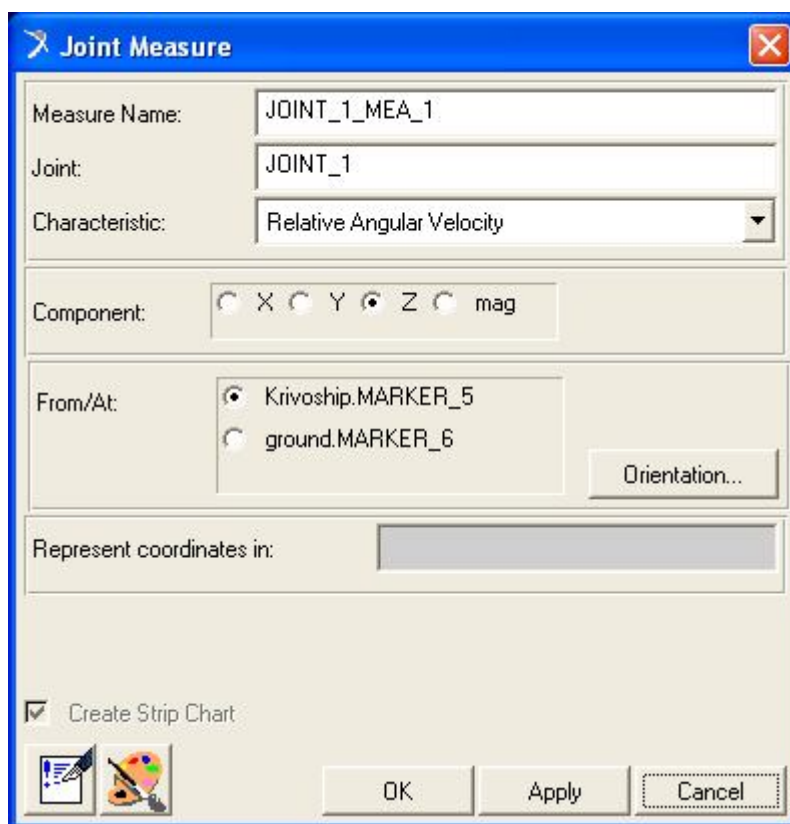 Joint Measure
Measure Name: JOINT_1_MEA_1
Joint: JOINT_1
Characteristic: Relative Angular Velocity
Component: X Y Z mag
From/At: Krivoship.MARKER_5
ground.MARKER_6
Orientation...
Represent coordinates in:
Create Strip Chart
OK Apply Cancel